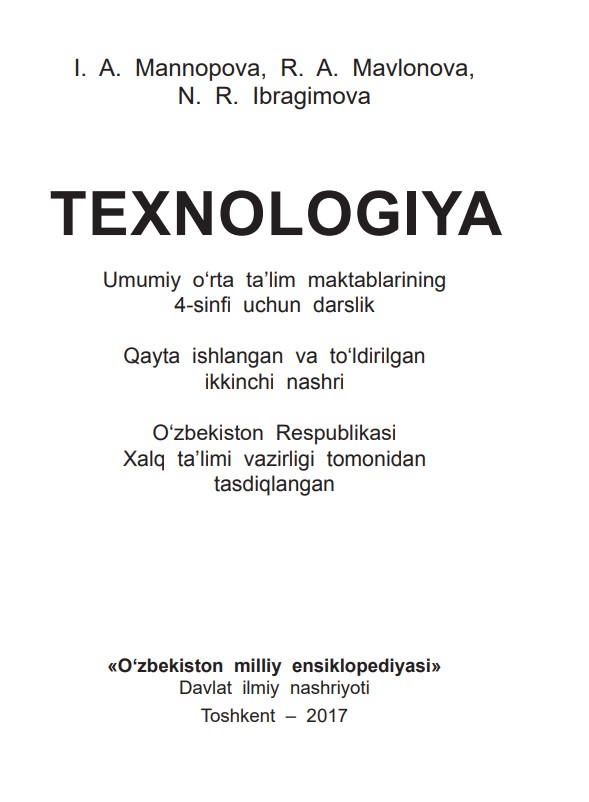 I. A. Mannopova, R. A. Mavlonova,
N. R. Ibragimova
TEXNOLOGIYA
Umumiy o‘rta ta’lim maktablarining
4-sinfi uchun darslik
Qayta ishlangan va to‘ldirilgan
ikkinchi nashri
O‘zbekiston Respublikasi
Xalq ta’limi vazirligi tomonidan
tasdiqlangan
«O‘zbekiston milliy ensiklopediyasi»
Davlat ilmiy nashriyoti
Toshkent – 2017